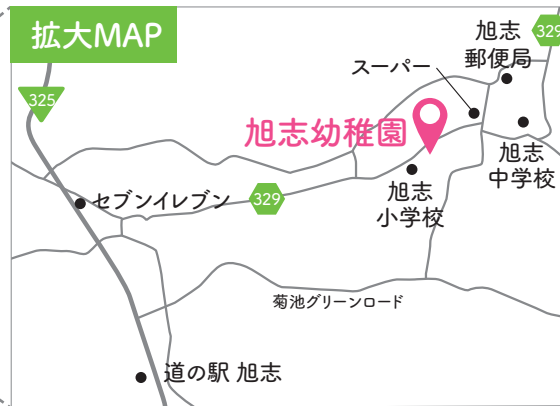 拡大MAP
旭志
郵便局
329
スーパー
325
旭志幼稚園
旭志
中学校
セブンイレブン
329
旭志
小学校
菊池グリーンロード
道の駅 旭志